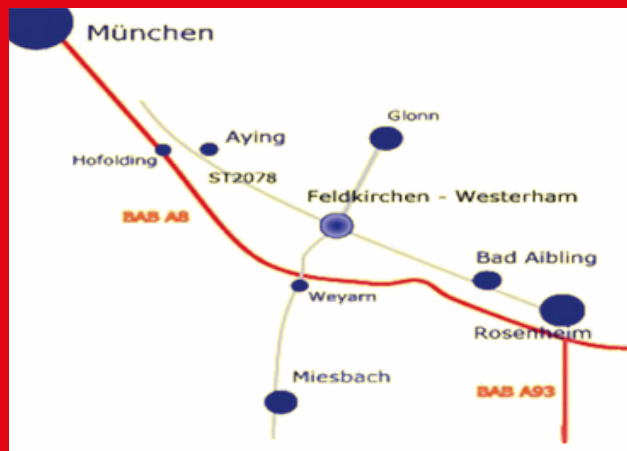 München
Glonn
Aying
Hofolding
ST2078
Feldkirchen - Westerham
BAB A8
Bad Aibling
Weyarn
Rosenheim
Miesbach
BAB A93